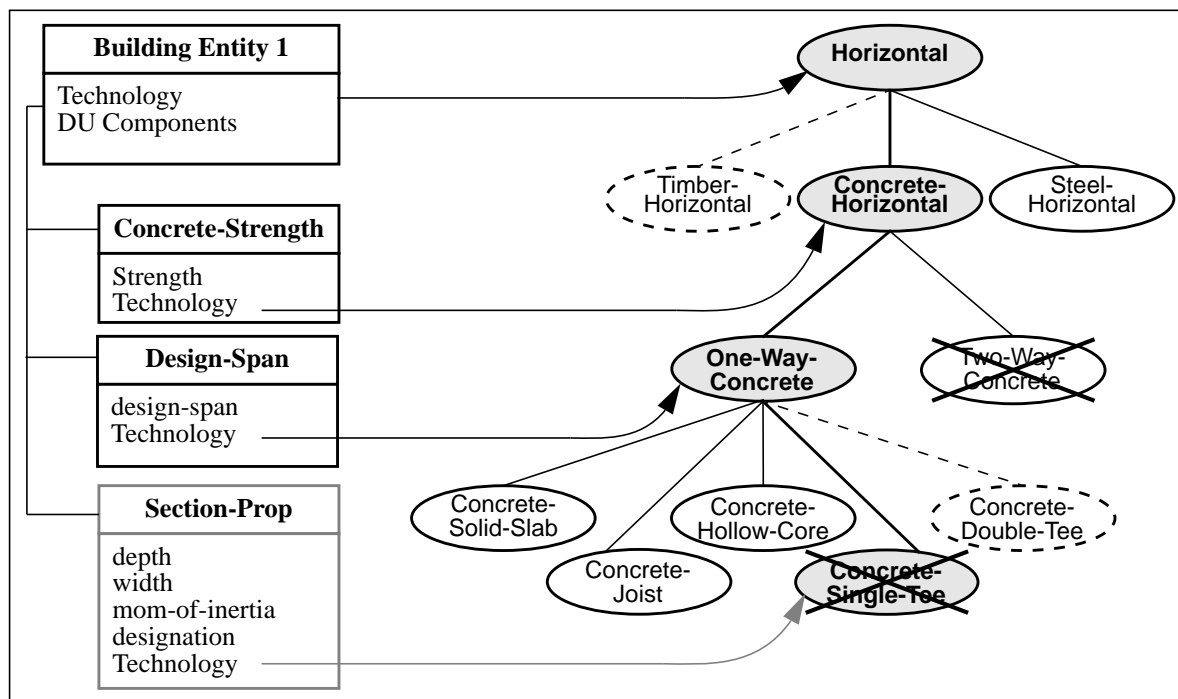 Building Entity 1
Technology
DU Components
Concrete-Strength
Strength
Technology
Design-Span
design-span
Technology
Section-Prop
depth
width
mom-of-inertia
designation
Technology
Horizontal
Timber-
Horizontal
Concrete-
Horizontal
Steel-
Horizontal
One-Way-
Concrete
Two-Way-
Concrete
Concrete-
Solid-Slab
Concrete-
Joist
Concrete-
Hollow-Core
Concrete-
Single-Tee
Concrete-
Double-Tee